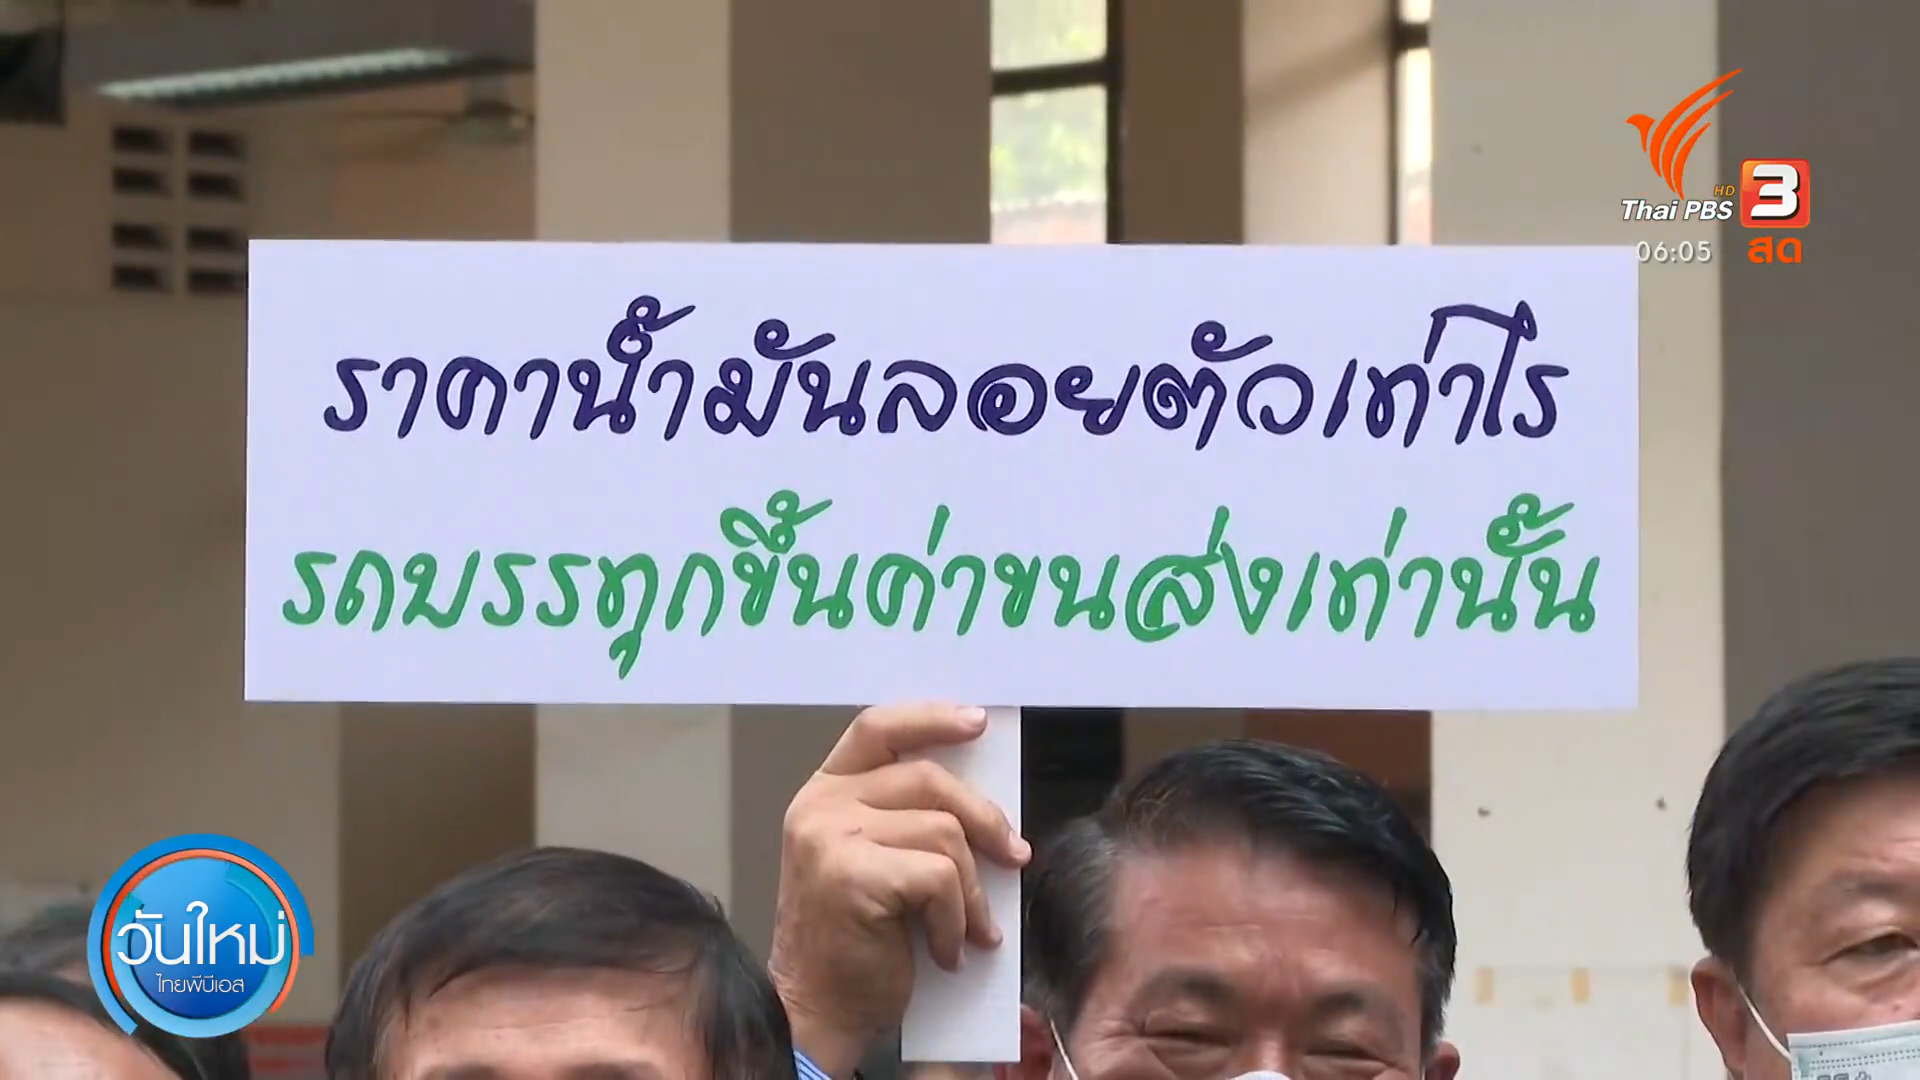 Thai PBS HD 3
06:05 สด
ราคาน้ำมันลอยตัวเท่าไร
รถบรรทุกขึ้นค่าขนส่งเท่านั้น
วันใหม่
ไทยพีบีเอส